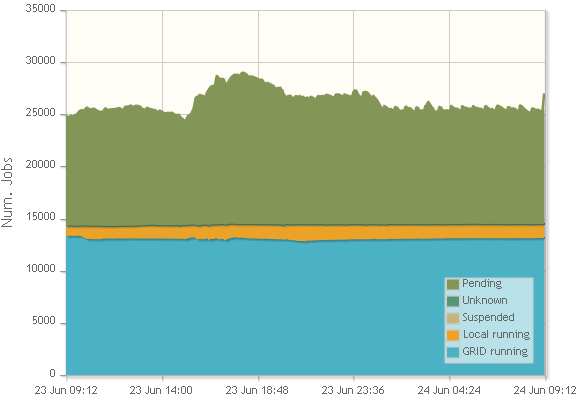 35000
30000
25000
20000
15000
10000
5000
0
Num. Jobs
Pending
Unknown
Suspended
Local running
GRID running
23 Jun 09:12 23 Jun 14:00 23 Jun 18:48 23 Jun 23:36 24 Jun 04:24 24 Jun 09:12